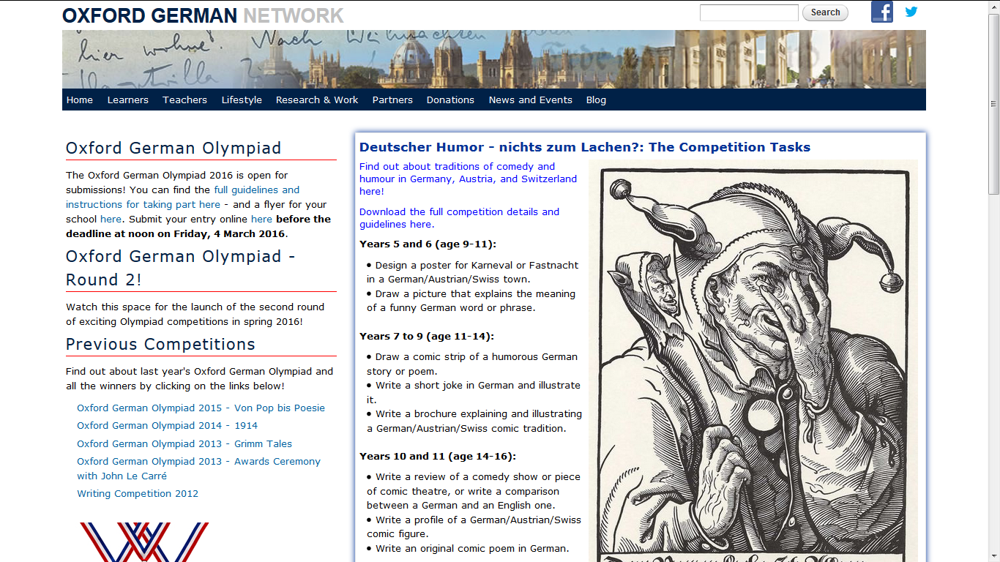 OXFORD GERMAN NETWORK
Search
hier wohne! Nach Weihnachten
Home Learners Teachers Lifestyle Research & Work Partners Donations News and Events Blog
Oxford German Olympiad
The Oxford German Olympiad 2016 is open for
submissions! You can find the full guidelines and
instructions for taking part here - and a flyer for your
school here. Submit your entry online here before the
deadline at noon on Friday, 4 March 2016.
Oxford German Olympiad -
Round 2!
Watch this space for the launch of the second round
of exciting Olympiad competitions in spring 2016!
Previous Competitions
Find out about last year's Oxford German Olympiad and
all the winners by clicking on the links below!
Oxford German Olympiad 2015 - Von Pop bis Poesie
Oxford German Olympiad 2014 - 1914
Oxford German Olympiad 2013 - Grimm Tales
Oxford German Olympiad 2013 - Awards Ceremony
with John Le Carré
Writing Competition 2012
Deutscher Humor - nichts zum Lachen?: The Competition Tasks
Find out about traditions of comedy and
humour in Germany, Austria, and Switzerland
here!
Download the full competition details and
guidelines here.
Years 5 and 6 (age 9-11):
• Design a poster for Karneval or Fastnacht
in a German/Austrian/Swiss town.
• Draw a picture that explains the meaning
of a funny German word or phrase.
Years 7 to 9 (age 11-14):
• Draw a comic strip of a humorous German
story or poem.
• Write a short joke in German and illustrate
it.
• Write a brochure explaining and illustrating
a German/Austrian/Swiss comic tradition.
Years 10 and 11 (age 14-16):
• Write a review of a comedy show or piece
of comic theatre, or write a comparison
between a German and an English one.
• Write a profile of a German/Austrian/Swiss
comic figure.
• Write an original comic poem in German.